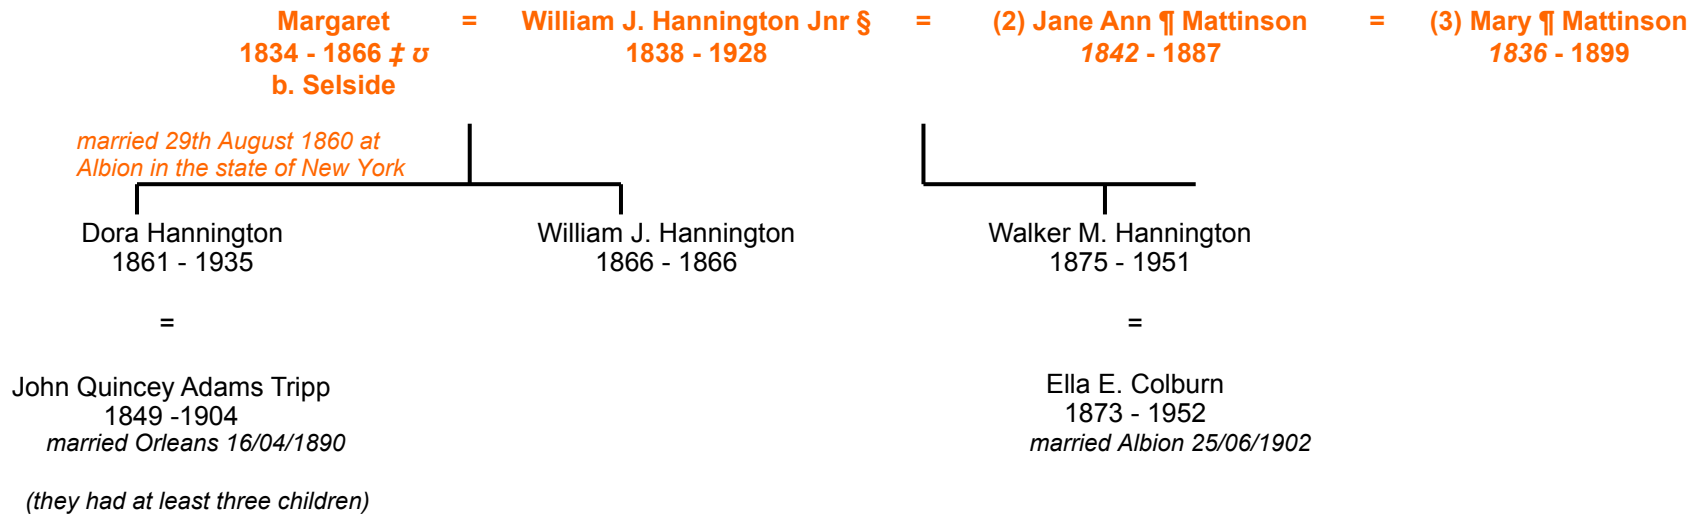 Margaret = William J. Hannington Jnr § = (2) Jane Ann ¶ Mattinson = (3) Mary ¶ Mattinson
1834 - 1866 ‡ ʊ 1838 - 1928 1842 - 1887 1836 - 1899
b. Selside
married 29th August 1860 at
Albion in the state of New York
Dora Hannington William J. Hannington Walker M. Hannington
1861 - 1935 1866 - 1866 1875 - 1951
= =
John Quincey Adams Tripp Ella E. Colburn
1849 -1904 1873 - 1952
married Orleans 16/04/1890 married Albion 25/06/1902
(they had at least three children)